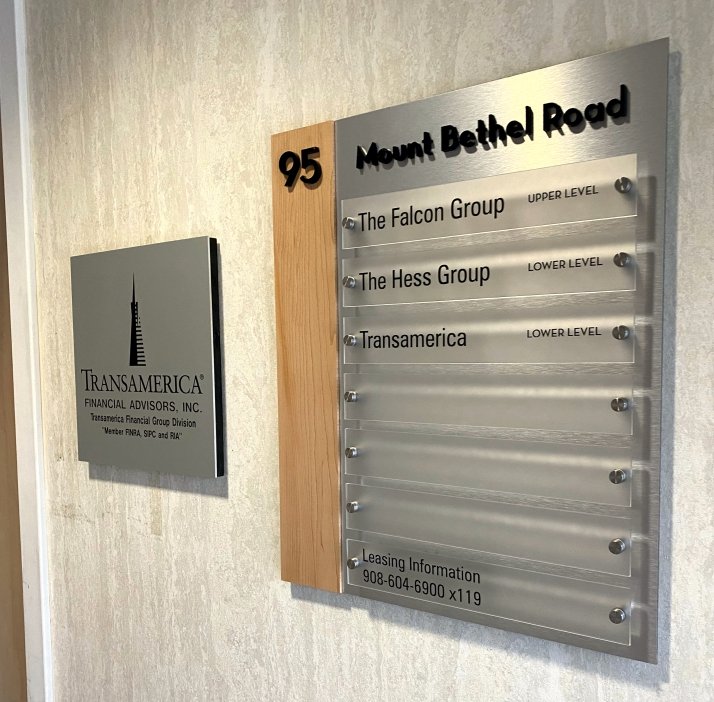 TRANSAMERICA®
FINANCIAL ADVISORS, INC.
Transamerica Financial Group Division
"Member FINRA, SIPC and RIA"
95 Mount Bethel Road
The Falcon Group UPPER LEVEL
The Hess Group LOWER LEVEL
Transamerica LOWER LEVEL
Leasing Information
908-604-6900 x119